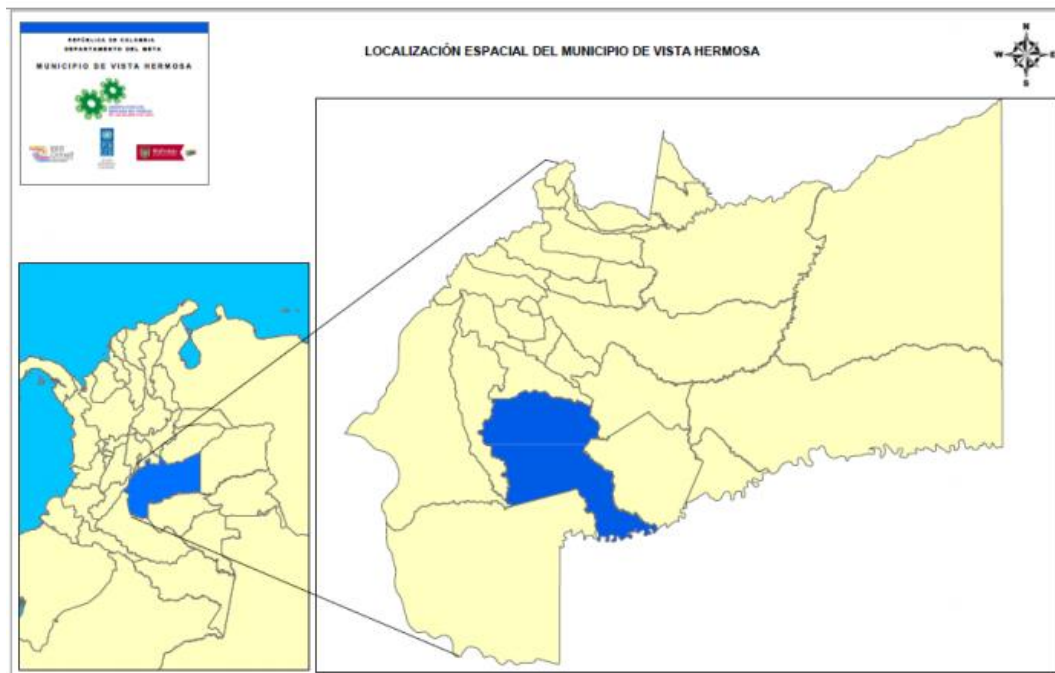 REPÚBLICA DE COLOMBIA
DEPARTAMENTO DEL META
MUNICIPIO DE VISTA HERMOSA
LOCALIZACIÓN ESPACIAL DEL MUNICIPIO DE VISTA HERMOSA
N
W
E
S